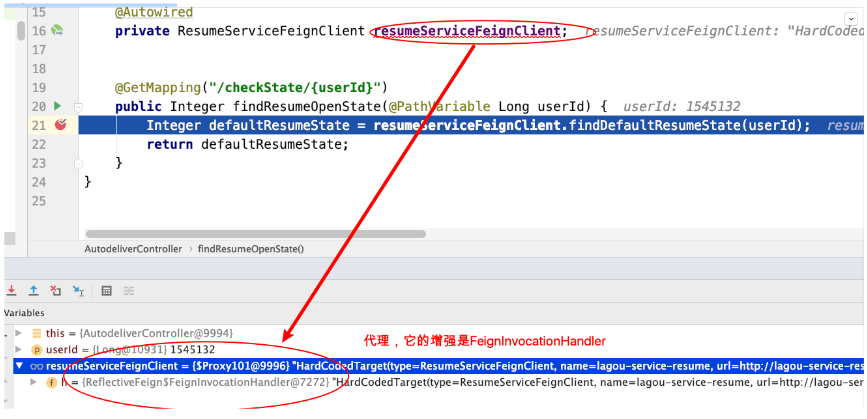 15 @Autowired
16 private ResumeServiceFeignClient resumeServiceFeignClient; resumeServiceFeignClient: "HardCoded
17
18
19 @GetMapping("/checkState/{userId}")
20 public Integer findResumeOpenState(@PathVariable Long userId) { userId: 1545132
21 Integer defaultResumeState = resumeServiceFeignClient.findDefaultResumeState(userId); resum
22 return defaultResumeState;
23 }
24 }
25
AutodeliverController › findResumeOpenState()
Variables
this = {AutodeliverController@9994}
代理，它的增强是FeignInvocationHandler
userId = {Long@10931} 1545132
resumeServiceFeignClient = {$Proxy101@9996} "HardCodedTarget(type=ResumeServiceFeignClient, name=lagou-service-resume, url=http://lagou-service-res
h = {ReflectiveFeign$FeignInvocationHandler@7272} "HardCodedTarget(type=ResumeServiceFeignClient, name=lagou-service-resume, url=http://lagou-servi